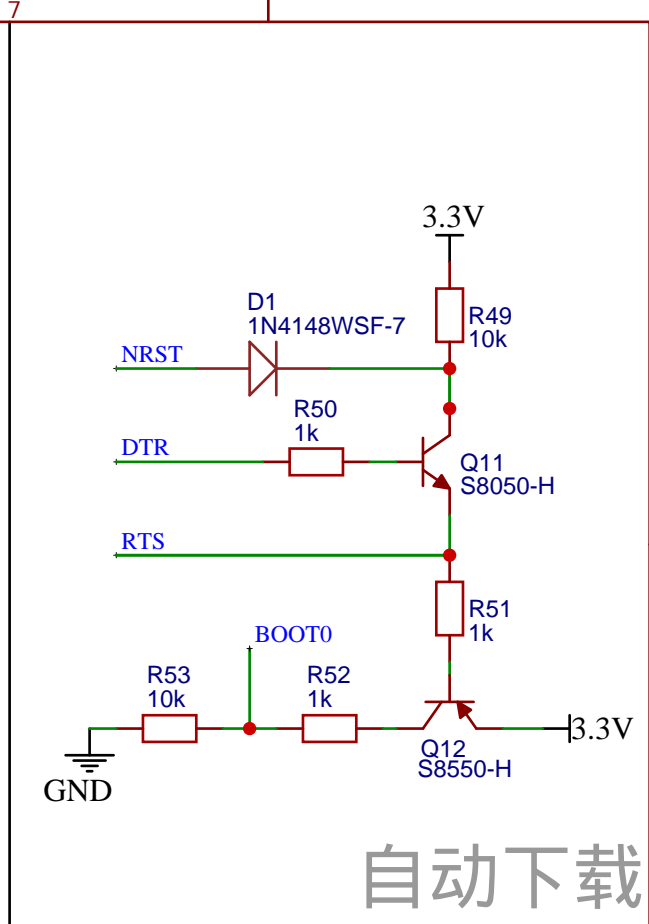 7
3.3V
D1
1N4148WSF-7
R49
10k
NRST
R50
1k
DTR
Q11
S8050-H
RTS
R51
1k
BOOT0
R53
10k
R52
1k
3.3V
Q12
S8550-H
GND
自动下载